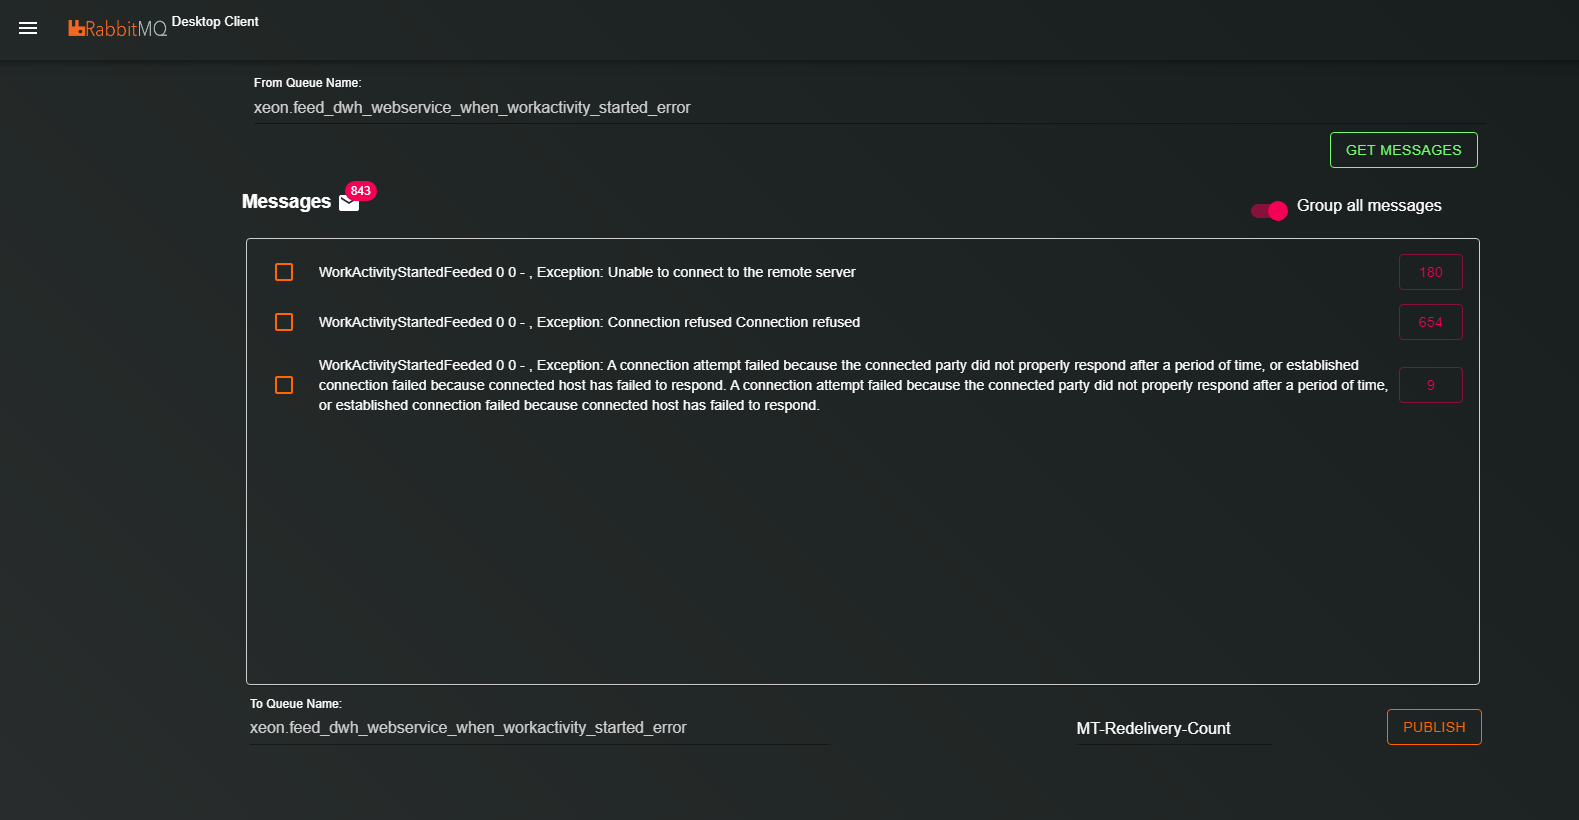 RabbitMQ Desktop Client
From Queue Name:
xeon.feed_dwh_webservice_when_workactivity_started_error
GET MESSAGES
Messages 843
Group all messages
WorkActivityStartedFeeded 0 0 - , Exception: Unable to connect to the remote server 180
WorkActivityStartedFeeded 0 0 - , Exception: Connection refused Connection refused 654
WorkActivityStartedFeeded 0 0 - , Exception: A connection attempt failed because the connected party did not properly respond after a period of time, or established
connection failed because connected host has failed to respond. A connection attempt failed because the connected party did not properly respond after a period of time, 9
or established connection failed because connected host has failed to respond.
To Queue Name:
xeon.feed_dwh_webservice_when_workactivity_started_error
MT-Redelivery-Count
PUBLISH